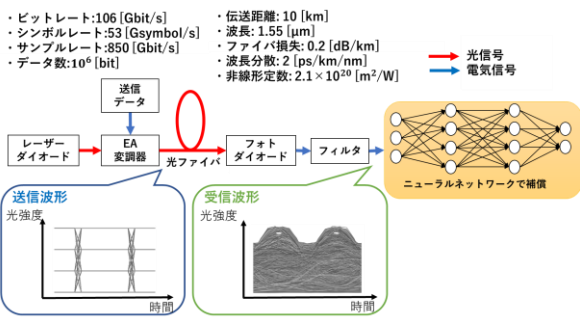 ・ビットレート:106 [Gbit/s]
・シンボルレート:53 [Gsymbol/s]
・サンプルレート:850 [Gbit/s]
・データ数:10⁶ [bit]
・伝送距離: 10 [km]
・波長: 1.55 [μm]
・ファイバ損失: 0.2 [dB/km]
・波長分散: 2 [ps/km/nm]
・非線形定数: 2.1×10²⁰ [m²/W]
光信号
電気信号
送信
データ
レーザー
ダイオード
EA
変調器
光ファイバ
フォト
ダイオード
フィルタ
ニューラルネットワークで補償
送信波形
光強度
時間
受信波形
光強度
時間